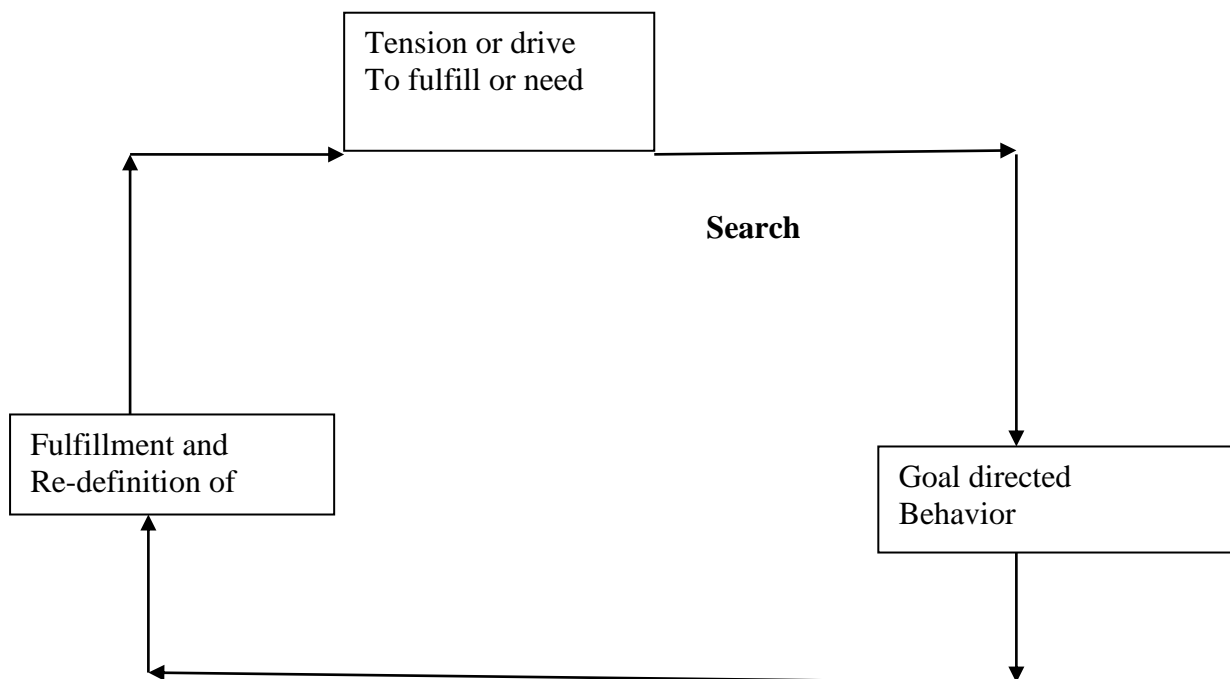 Tension or drive
To fulfill or need
Search
Fulfillment and
Re-definition of
Goal directed
Behavior